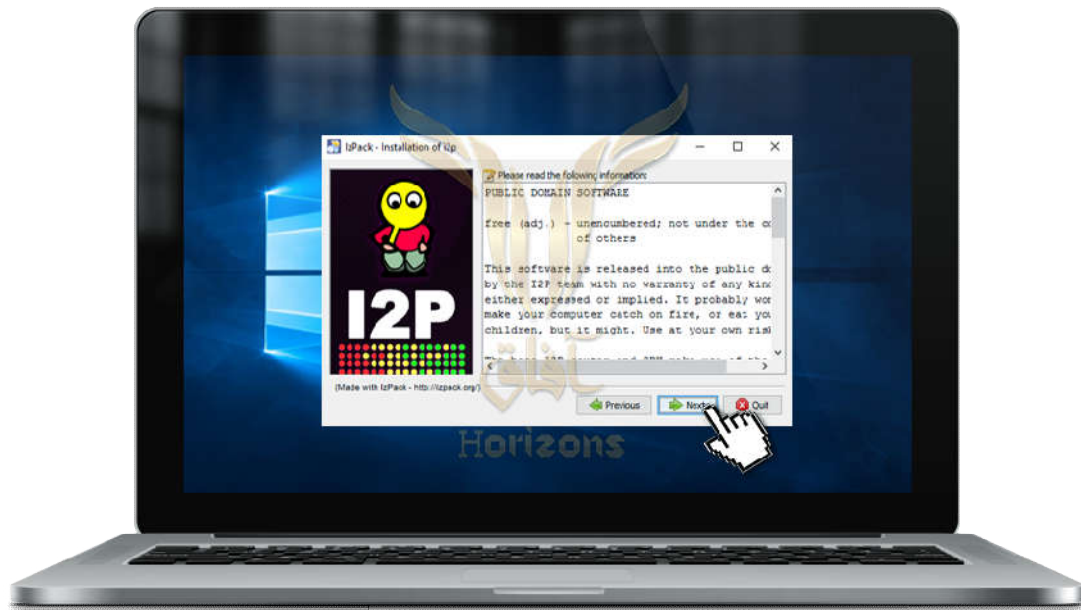 IzPack - Installation of i2p
Please read the following information:
PUBLIC DOMAIN SOFTWARE
free (adj.) - unencumbered; not under the co
of others
This software is released into the public do
by the I2P team with no warranty of any kind
either expressed or implied. It probably won
make your computer catch on fire, or eat you
children, but it might. Use at your own risk
I2P
(Made with IzPack - http://izpack.org/)
Previous
Next
Quit
آفاق
Horizons